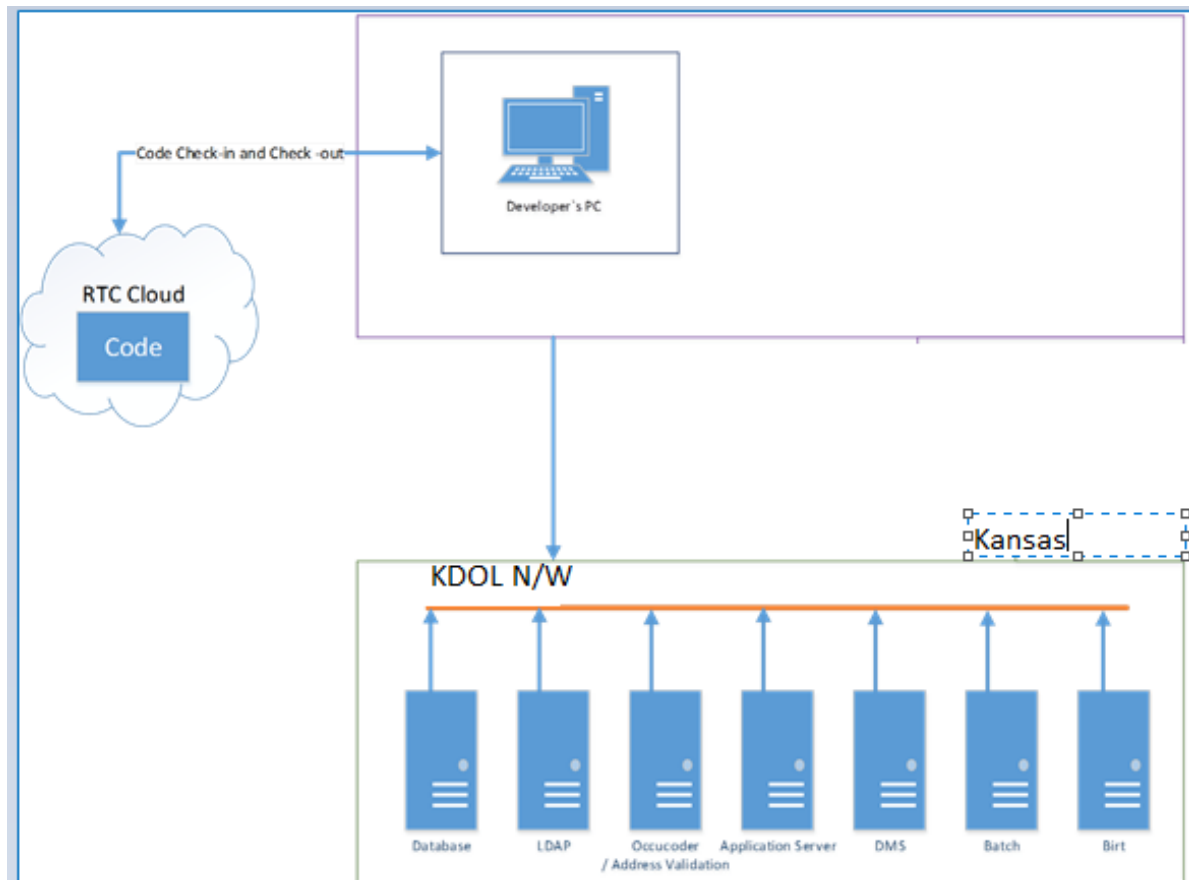 Code Check-in and Check -out
Developer`s PC
RTC Cloud
Code
Kansas
KDOL N/W
Database
LDAP
Occucoder
/ Address Validation
Application Server
DMS
Batch
Birt